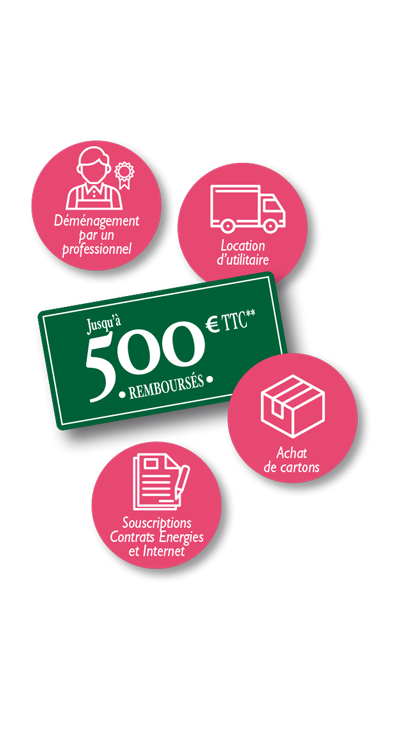 Déménagement
par un
professionnel
Location
d'utilitaire
Jusqu'à
500 € TTC**
• REMBOURSÉS •
Achat
de cartons
Souscriptions
Contrats Energies
et Internet